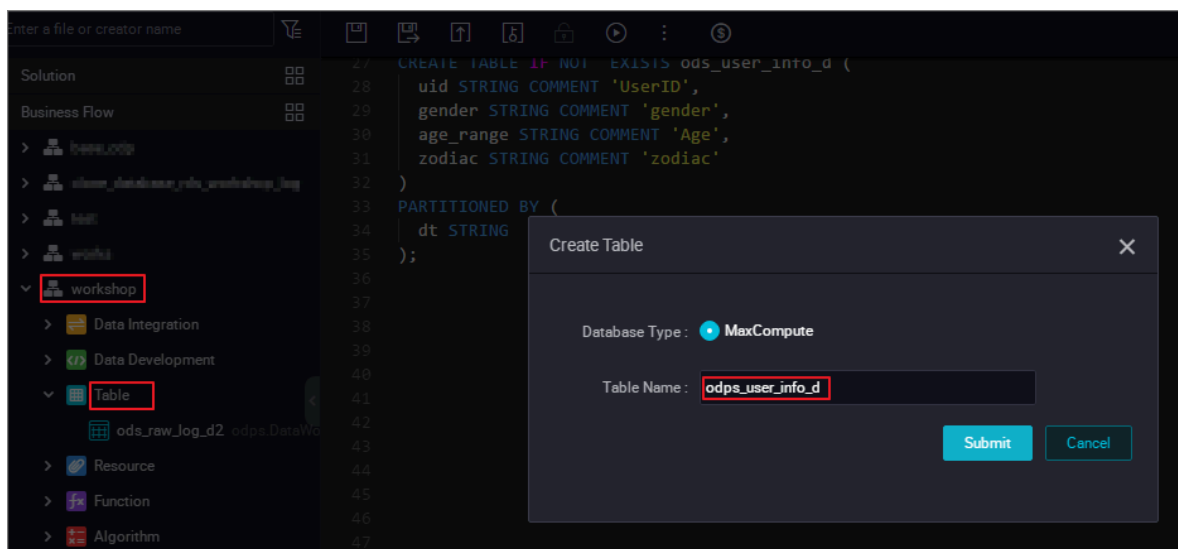 Enter a file or creator name
Solution
Business Flow
workshop
Data Integration
Data Development
Table
ods_raw_log_d2 odps.DataWo
Resource
Function
Algorithm
27 CREATE TABLE IF NOT EXISTS ods_user_info_d (
28 uid STRING COMMENT 'UserID',
29 gender STRING COMMENT 'gender',
30 age_range STRING COMMENT 'Age',
31 zodiac STRING COMMENT 'zodiac'
32 )
33 PARTITIONED BY (
34 dt STRING
35 );
36
37
38
39
40
41
42
43
44
45
46
47
Create Table
Database Type : MaxCompute
Table Name : odps_user_info_d
Submit Cancel